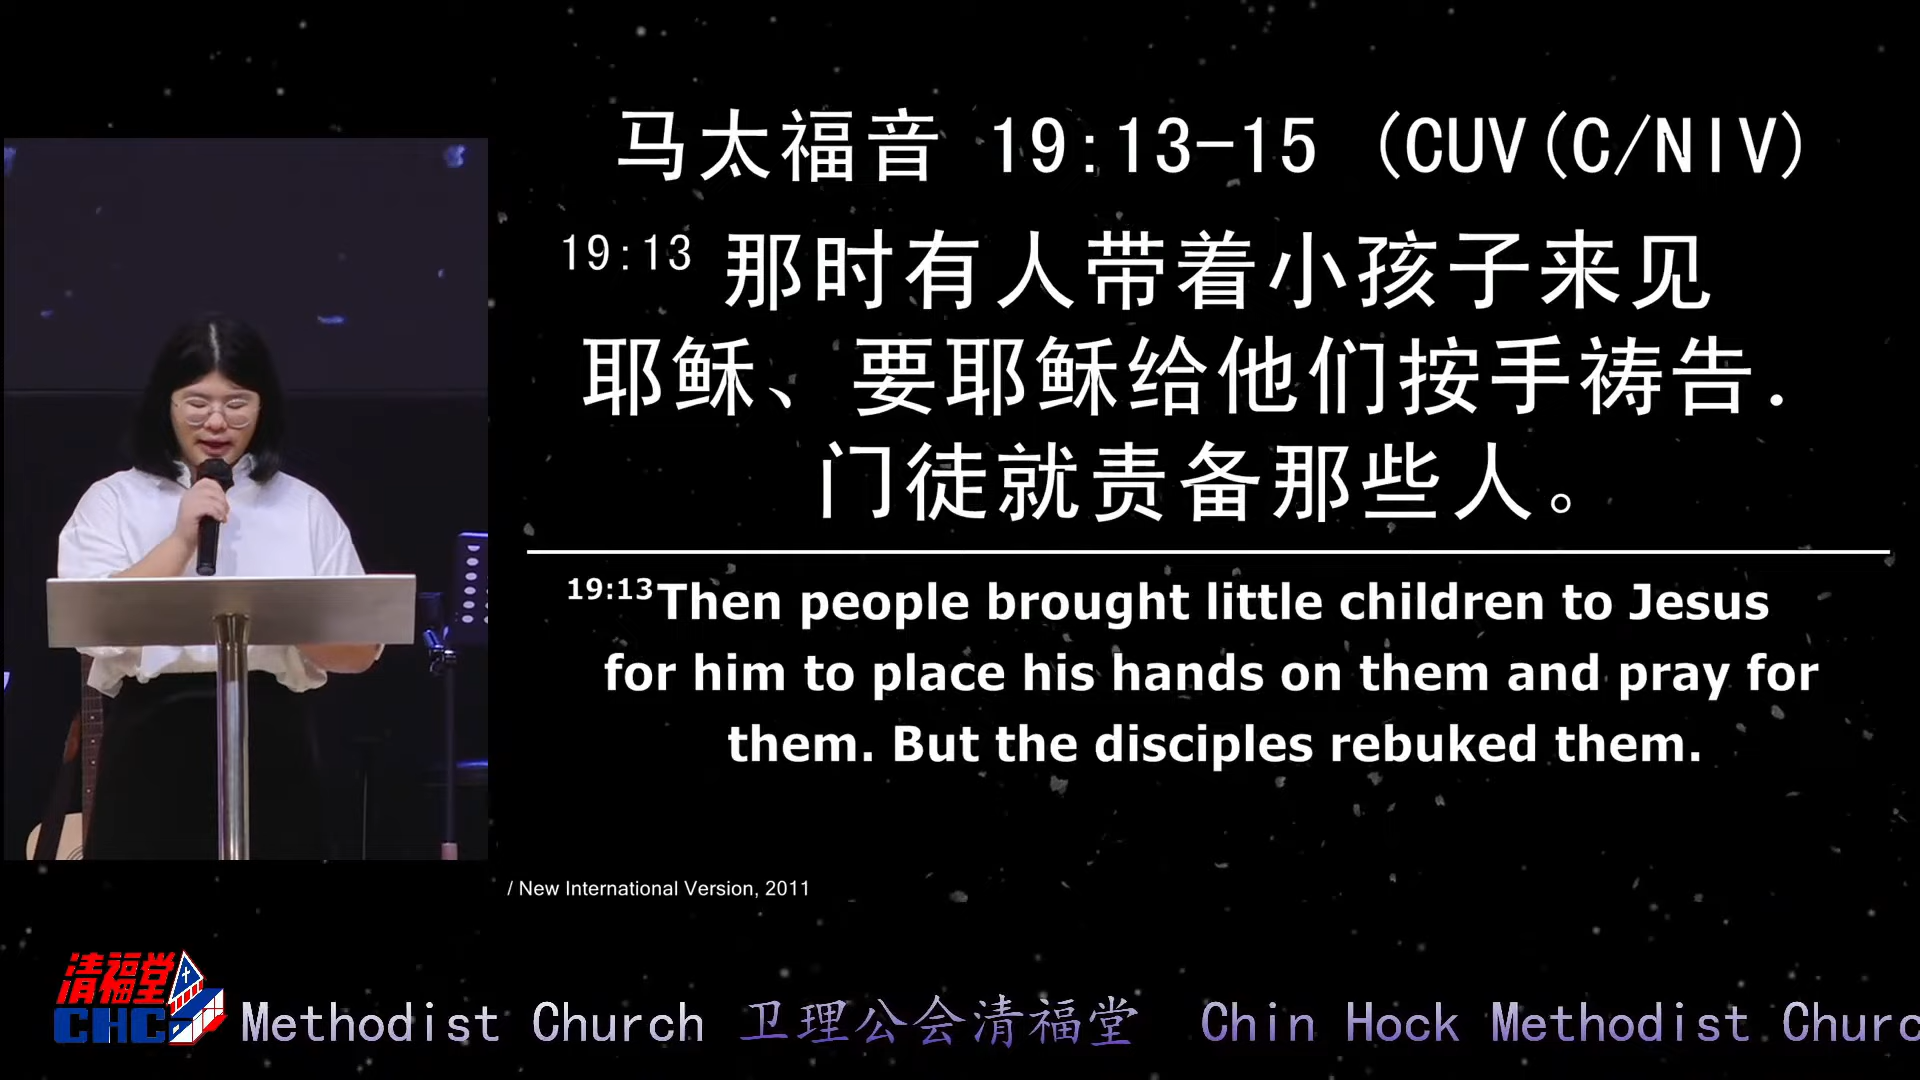 马太福音 19:13-15 (CUV(C/NIV)
19:13 那时有人带着小孩子来见
耶稣、要耶稣给他们按手祷告.
门徒就责备那些人。
19:13Then people brought little children to Jesus
for him to place his hands on them and pray for
them. But the disciples rebuked them.
/ New International Version, 2011
清福堂
CHC
Methodist Church 卫理公会清福堂 Chin Hock Methodist Churc